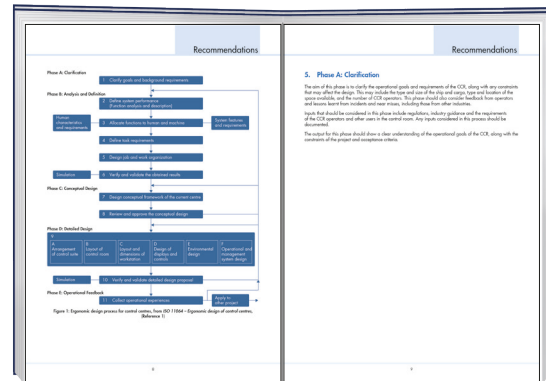 Recommendations
Phase A: Clarification
1 Clarify goals and background requirements
Phase B: Analysis and Definition
2 Define system performance
(Function analysis and description)
Human
characteristics
and requirements
3 Allocate functions to human and machine
System features
and requirements
4 Define task requirements
5 Design job and work organisation
Simulation
6 Verify and validate the obtained results
Phase C: Conceptual Design
7 Design conceptual framework of the control centre
8 Review and approve the conceptual design
Phase D: Detailed Design
9
A
Arrangement
of control suite
B
Layout of
control room
C
Layout and
dimensions of
workstation
D
Design of
displays and
controls
E
Environmental
design
F
Operational and
management
system design
Simulation
10 Verify and validate detailed design proposal
Phase E: Operational Feedback
11 Collect operational experiences
Apply to
other project
Figure 1: Ergonomic design process for control centres, from ISO 11064 – Ergonomic design of control centres,
(Reference 1)
Recommendations
5. Phase A: Clarification
The aim of this phase is to clarify the operational goals and requirements of the CCR, along with any constraints
that may affect the design. This may include the type and size of the ship and cargo, type and location of the
space available, and the number of CCR operators. This phase should also consider feedback from operators
and lessons learnt from incidents and near misses, including those from other industries.
Inputs that should be considered in this phase include regulations, industry guidance and the requirements
of the CCR operators and other users in the control room. Any inputs considered in this process should be
documented.
The output for this phase should show a clear understanding of the operational goals of the CCR, along with the
constraints of the project and acceptance criteria.